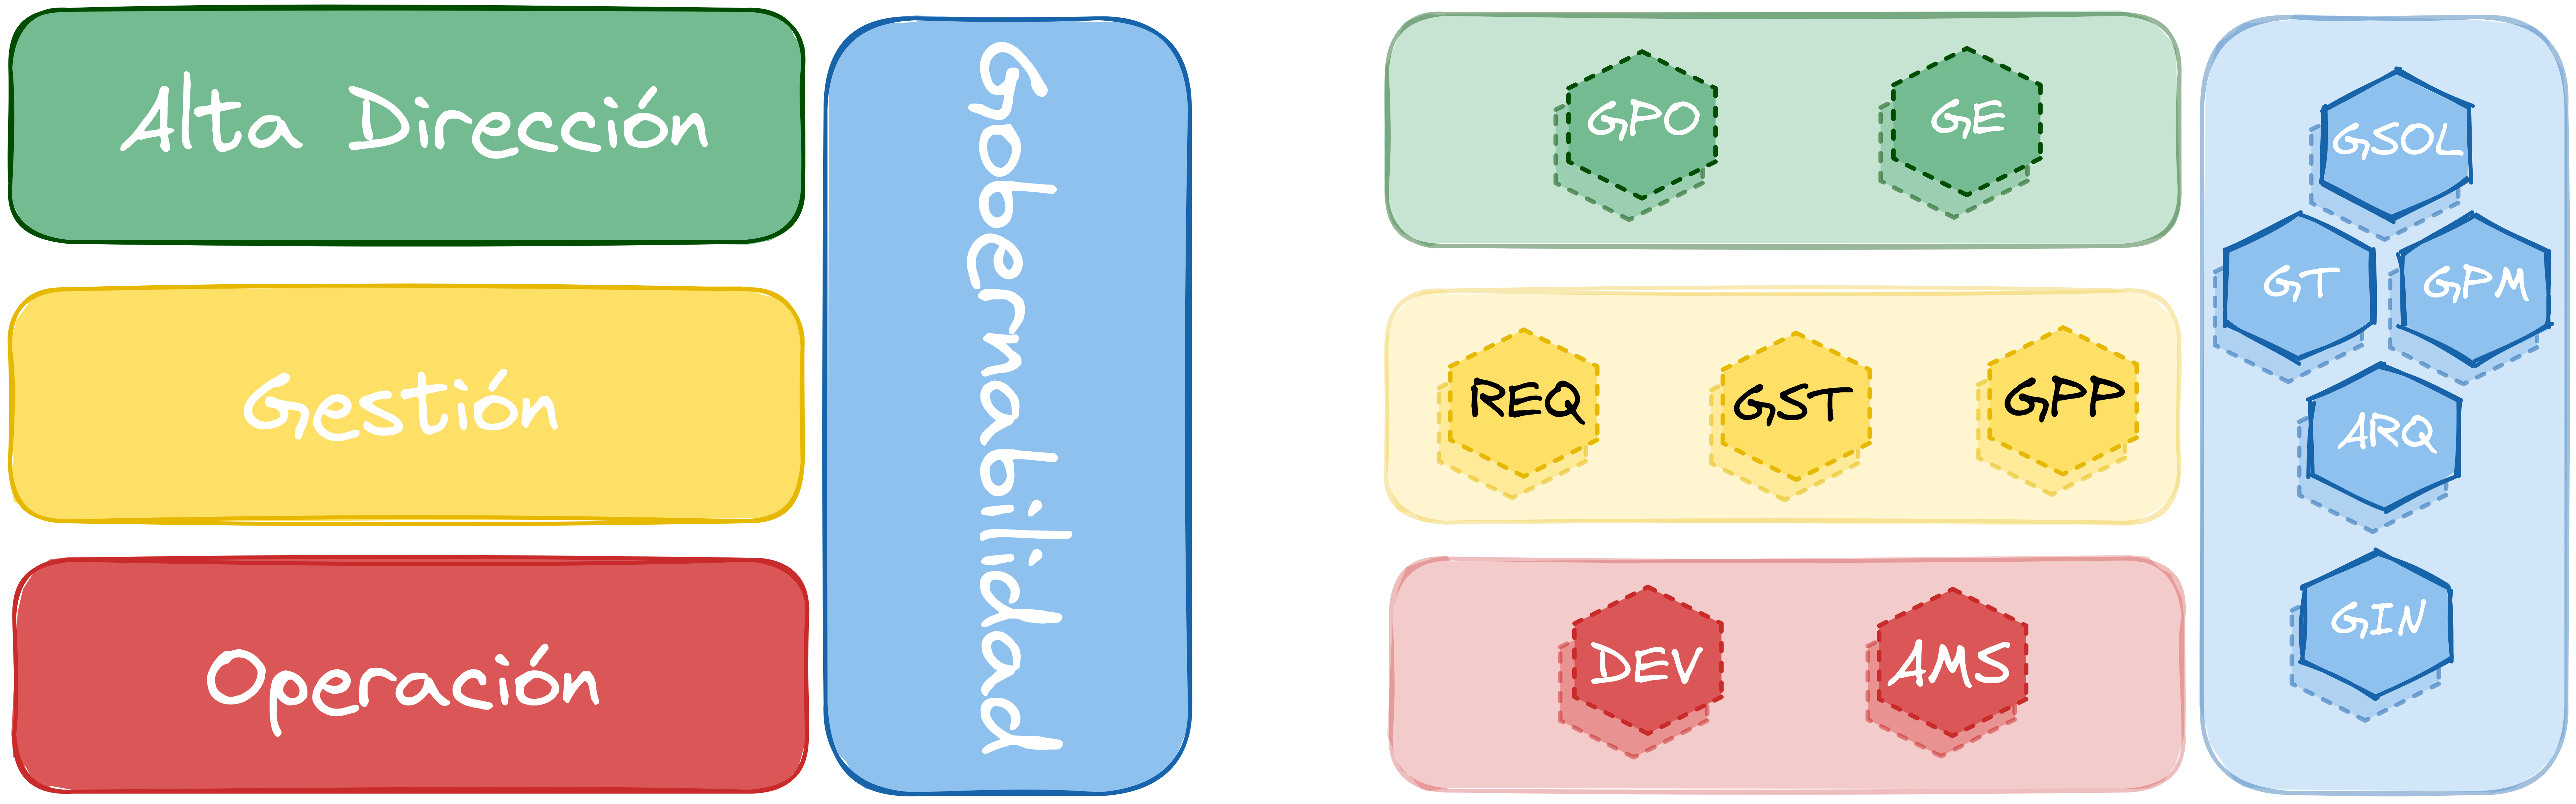 Alta Dirección
Gestión
Operación
Gobernabilidad
GPO
GE
REQ
GST
GPP
DEV
AMS
GSOL
GT
GPM
ARQ
GIN